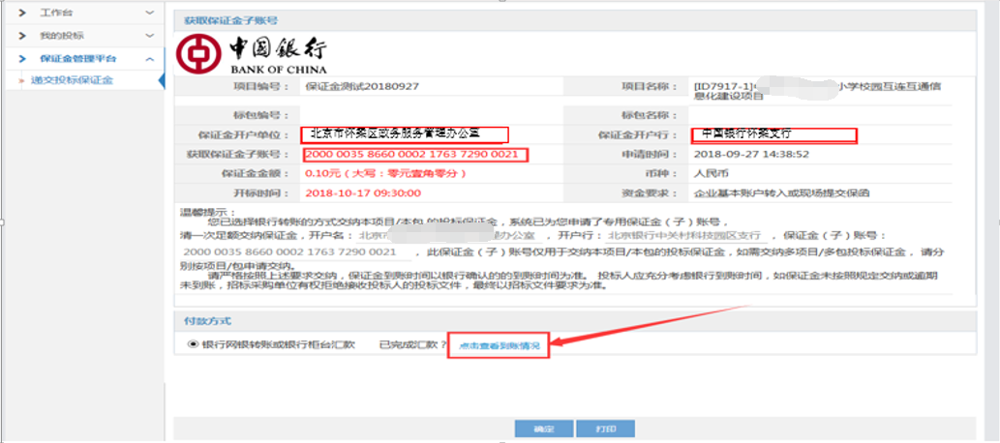 工作台
我的投标
保证金管理平台
递交投标保证金
获取保证金子账号
中国银行
BANK OF CHINA
项目编号： 保证金测试20180927 项目名称： [ID7917-1] 小学校园互连互通信
息化建设项目
标包编号： 标包名称：
保证金开户单位： 北京市怀柔区政务服务管理办公室 保证金开户行： 中国银行怀柔支行
获取保证金子账号： 2000 0035 8660 0002 1763 7290 0021 申请时间： 2018-09-27 14:38:52
保证金金额： 0.10元（大写：零元壹角零分） 币种： 人民币
开标时间： 2018-10-17 09:30:00 资金要求： 企业基本账户转入或现场提交保函
温馨提示：
您已选择银行转账的方式交纳本项目/本包的投标保证金，系统已为您申请了专用保证金（子）账号，
请一次足额交纳保证金，开户名： 北京 办公室 ，开户行： 北京银行中关村科技园区支行 ，保证金（子）账号：
2000 0035 8660 0002 1763 7290 0021 ，此保证金（子）账号仅用于交纳本项目/本包的投标保证金，如需交纳多项目/多包投标保证金，请分
别按项目/包申请交纳。
请严格按照上述要求交纳，保证金到账时间以银行确认的的到账时间为准。 投标人应充分考虑银行到账时间，如保证金未按照规定交纳或逾期
未到账，招标采购单位有权拒绝接收投标人的投标文件，最终以招标文件要求为准。
付款方式
银行网银转账或银行柜台汇款 已完成汇款？ 点击查看到账情况
确定 打印